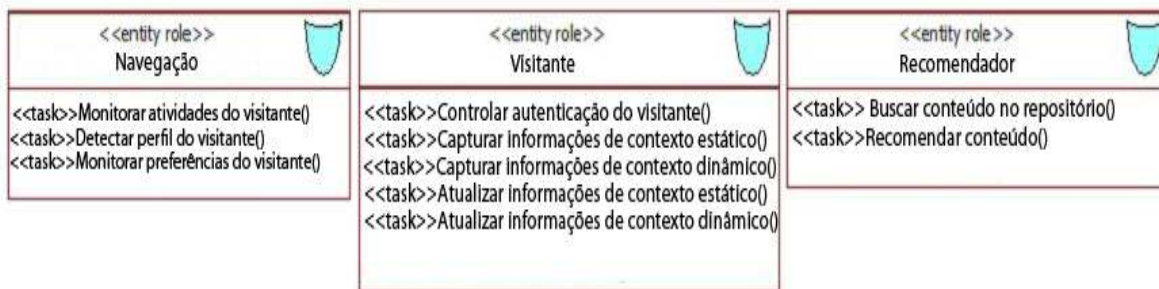 <<entity role>>
Navegação
<<task>>Monitorar atividades do visitante()
<<task>>Detectar perfil do visitante()
<<task>>Monitorar preferências do visitante()
<<entity role>>
Visitante
<<task>>Controlar autenticação do visitante()
<<task>>Capturar informações de contexto estático()
<<task>>Capturar informações de contexto dinâmico()
<<task>>Atualizar informações de contexto estático()
<<task>>Atualizar informações de contexto dinâmico()
<<entity role>>
Recomendador
<<task>> Buscar conteúdo no repositório()
<<task>>Recomendar conteúdo()